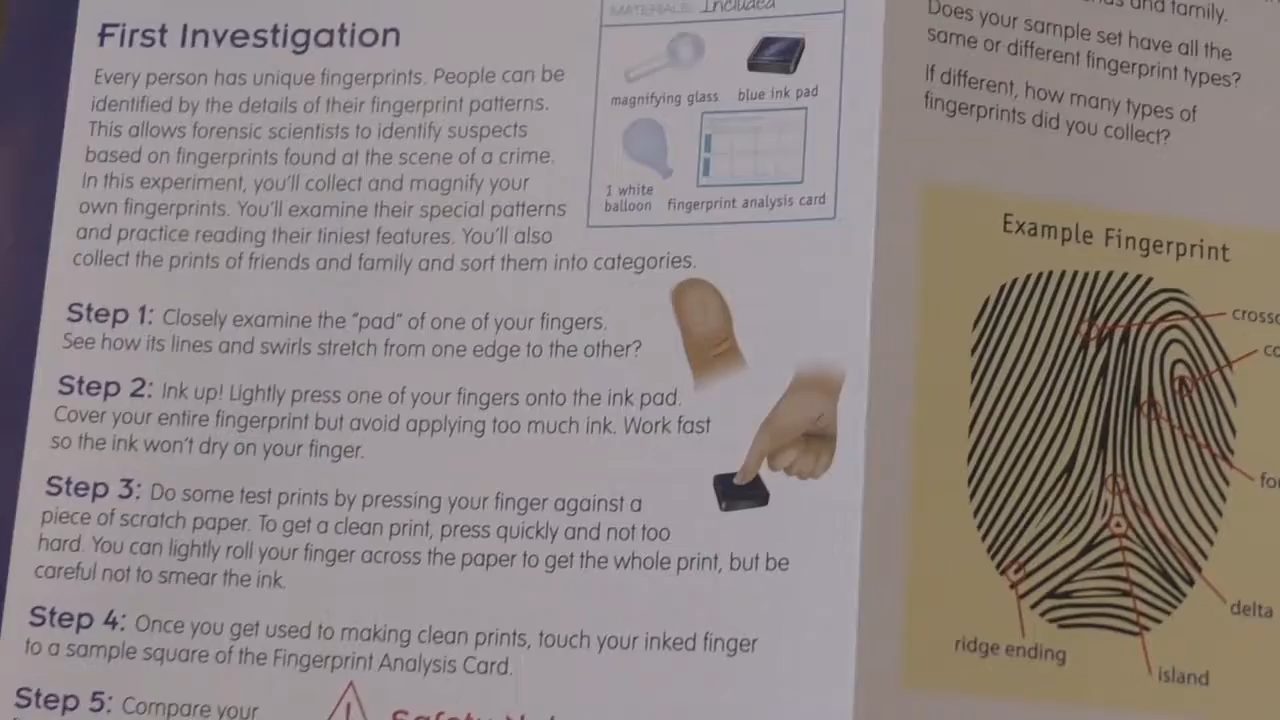 First Investigation
Every person has unique fingerprints. People can be
identified by the details of their fingerprint patterns.
This allows forensic scientists to identify suspects
based on fingerprints found at the scene of a crime.
In this experiment, you'll collect and magnify your
own fingerprints. You'll examine their special patterns
and practice reading their tiniest features. You'll also
collect the prints of friends and family and sort them into categories.
MATERIALS: Included
magnifying glass
blue ink pad
1 white
balloon
fingerprint analysis card
Step 1: Closely examine the "pad" of one of your fingers.
See how its lines and swirls stretch from one edge to the other?
Step 2: Ink up! Lightly press one of your fingers onto the ink pad.
Cover your entire fingerprint but avoid applying too much ink. Work fast
so the ink won't dry on your finger.
Step 3: Do some test prints by pressing your finger against a
piece of scratch paper. To get a clean print, press quickly and not too
hard. You can lightly roll your finger across the paper to get the whole print, but be
careful not to smear the ink.
Step 4: Once you get used to making clean prints, touch your inked finger
to a sample square of the Fingerprint Analysis Card.
Step 5: Compare your
and family.
Does your sample set have all the
same or different fingerprint types?
If different, how many types of
fingerprints did you collect?
Example Fingerprint
delta
ridge ending
island